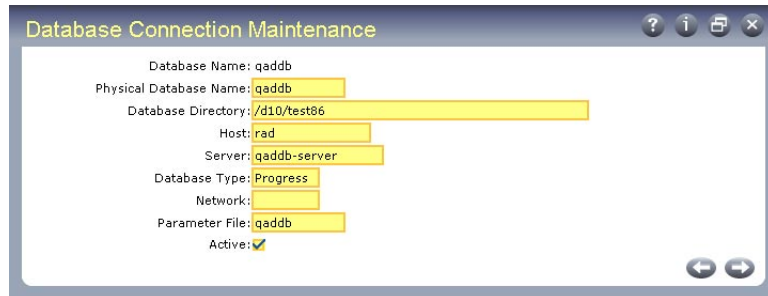 Database Connection Maintenance ? i
Database Name: qaddb
Physical Database Name: qaddb
Database Directory: /d10/test86
Host: rad
Server: qaddb-server
Database Type: Progress
Network:
Parameter File: qaddb
Active: